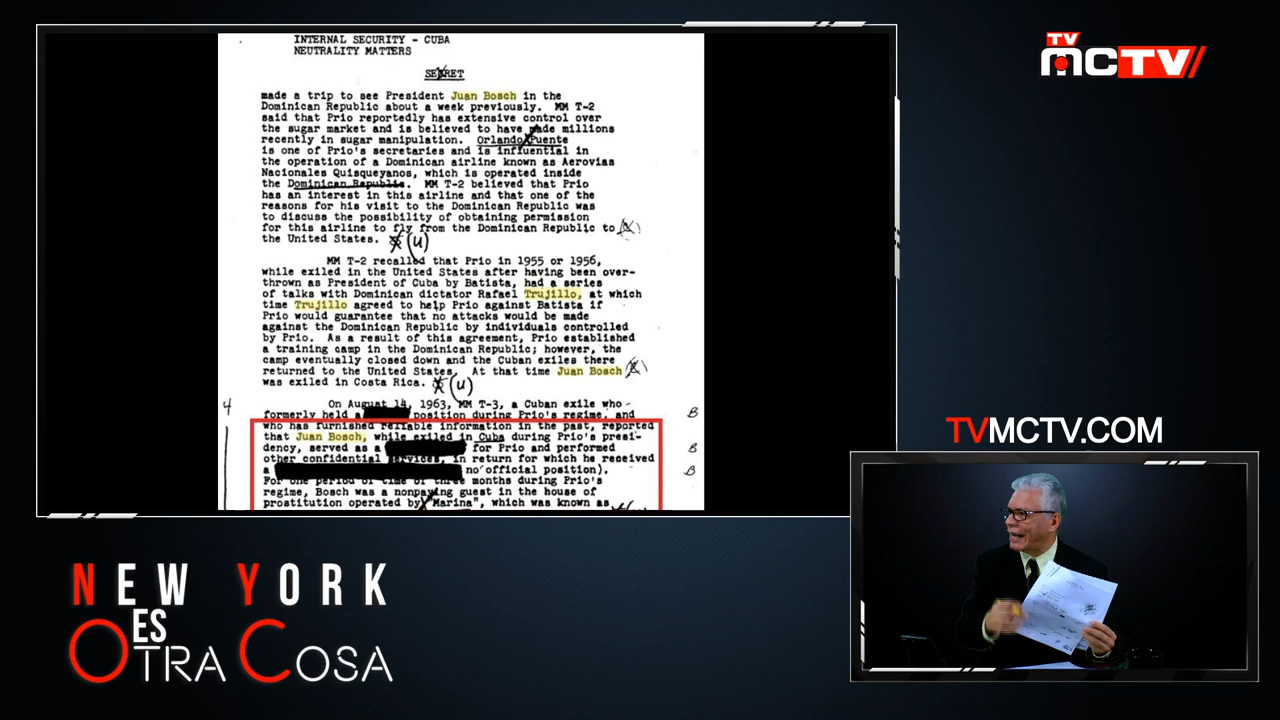 INTERNAL SECURITY - CUBA
NEUTRALITY MATTERS
SECRET
made a trip to see President Juan Bosch in the
Dominican Republic about a week previously. MM T-2
said that Prio reportedly has extensive control over
the sugar market and is believed to have made millions
recently in sugar manipulation. Orlando Puente
is one of Prio's secretaries and is influential in
the operation of a Dominican airline known as Aerovias
Nacionales Quisqueyanos, which is operated inside
the Dominican Republic. MM T-2 believed that Prio
has an interest in this airline and that one of the
reasons for his visit to the Dominican Republic was
to discuss the possibility of obtaining permission
for this airline to fly from the Dominican Republic to
the United States. (u)
MM T-2 recalled that Prio in 1955 or 1956,
while exiled in the United States after having been over-
thrown as President of Cuba by Batista, had a series
of talks with Dominican dictator Rafael Trujillo, at which
time Trujillo agreed to help Prio against Batista if
Prio would guarantee that no attacks would be made
against the Dominican Republic by individuals controlled
by Prio. As a result of this agreement, Prio established
a training camp in the Dominican Republic; however, the
camp eventually closed down and the Cuban exiles there
returned to the United States. At that time Juan Bosch
was exiled in Costa Rica. (u)
4 On August 14, 1963, MM T-3, a Cuban exile who
formerly held a position during Prio's regime, and B
who has furnished reliable information in the past, reported
that Juan Bosch, while exiled in Cuba during Prio's presi-
dency, served as a for Prio and performed B
other confidential services, in return for which he received
a no official position). B
For one period of time of three months during Prio's
regime, Bosch was a nonpaying guest in the house of
prostitution operated by "Marina", which was known as
TV
MCTV
TVMCTV.COM
NEW YORK
ES
OTRA COSA